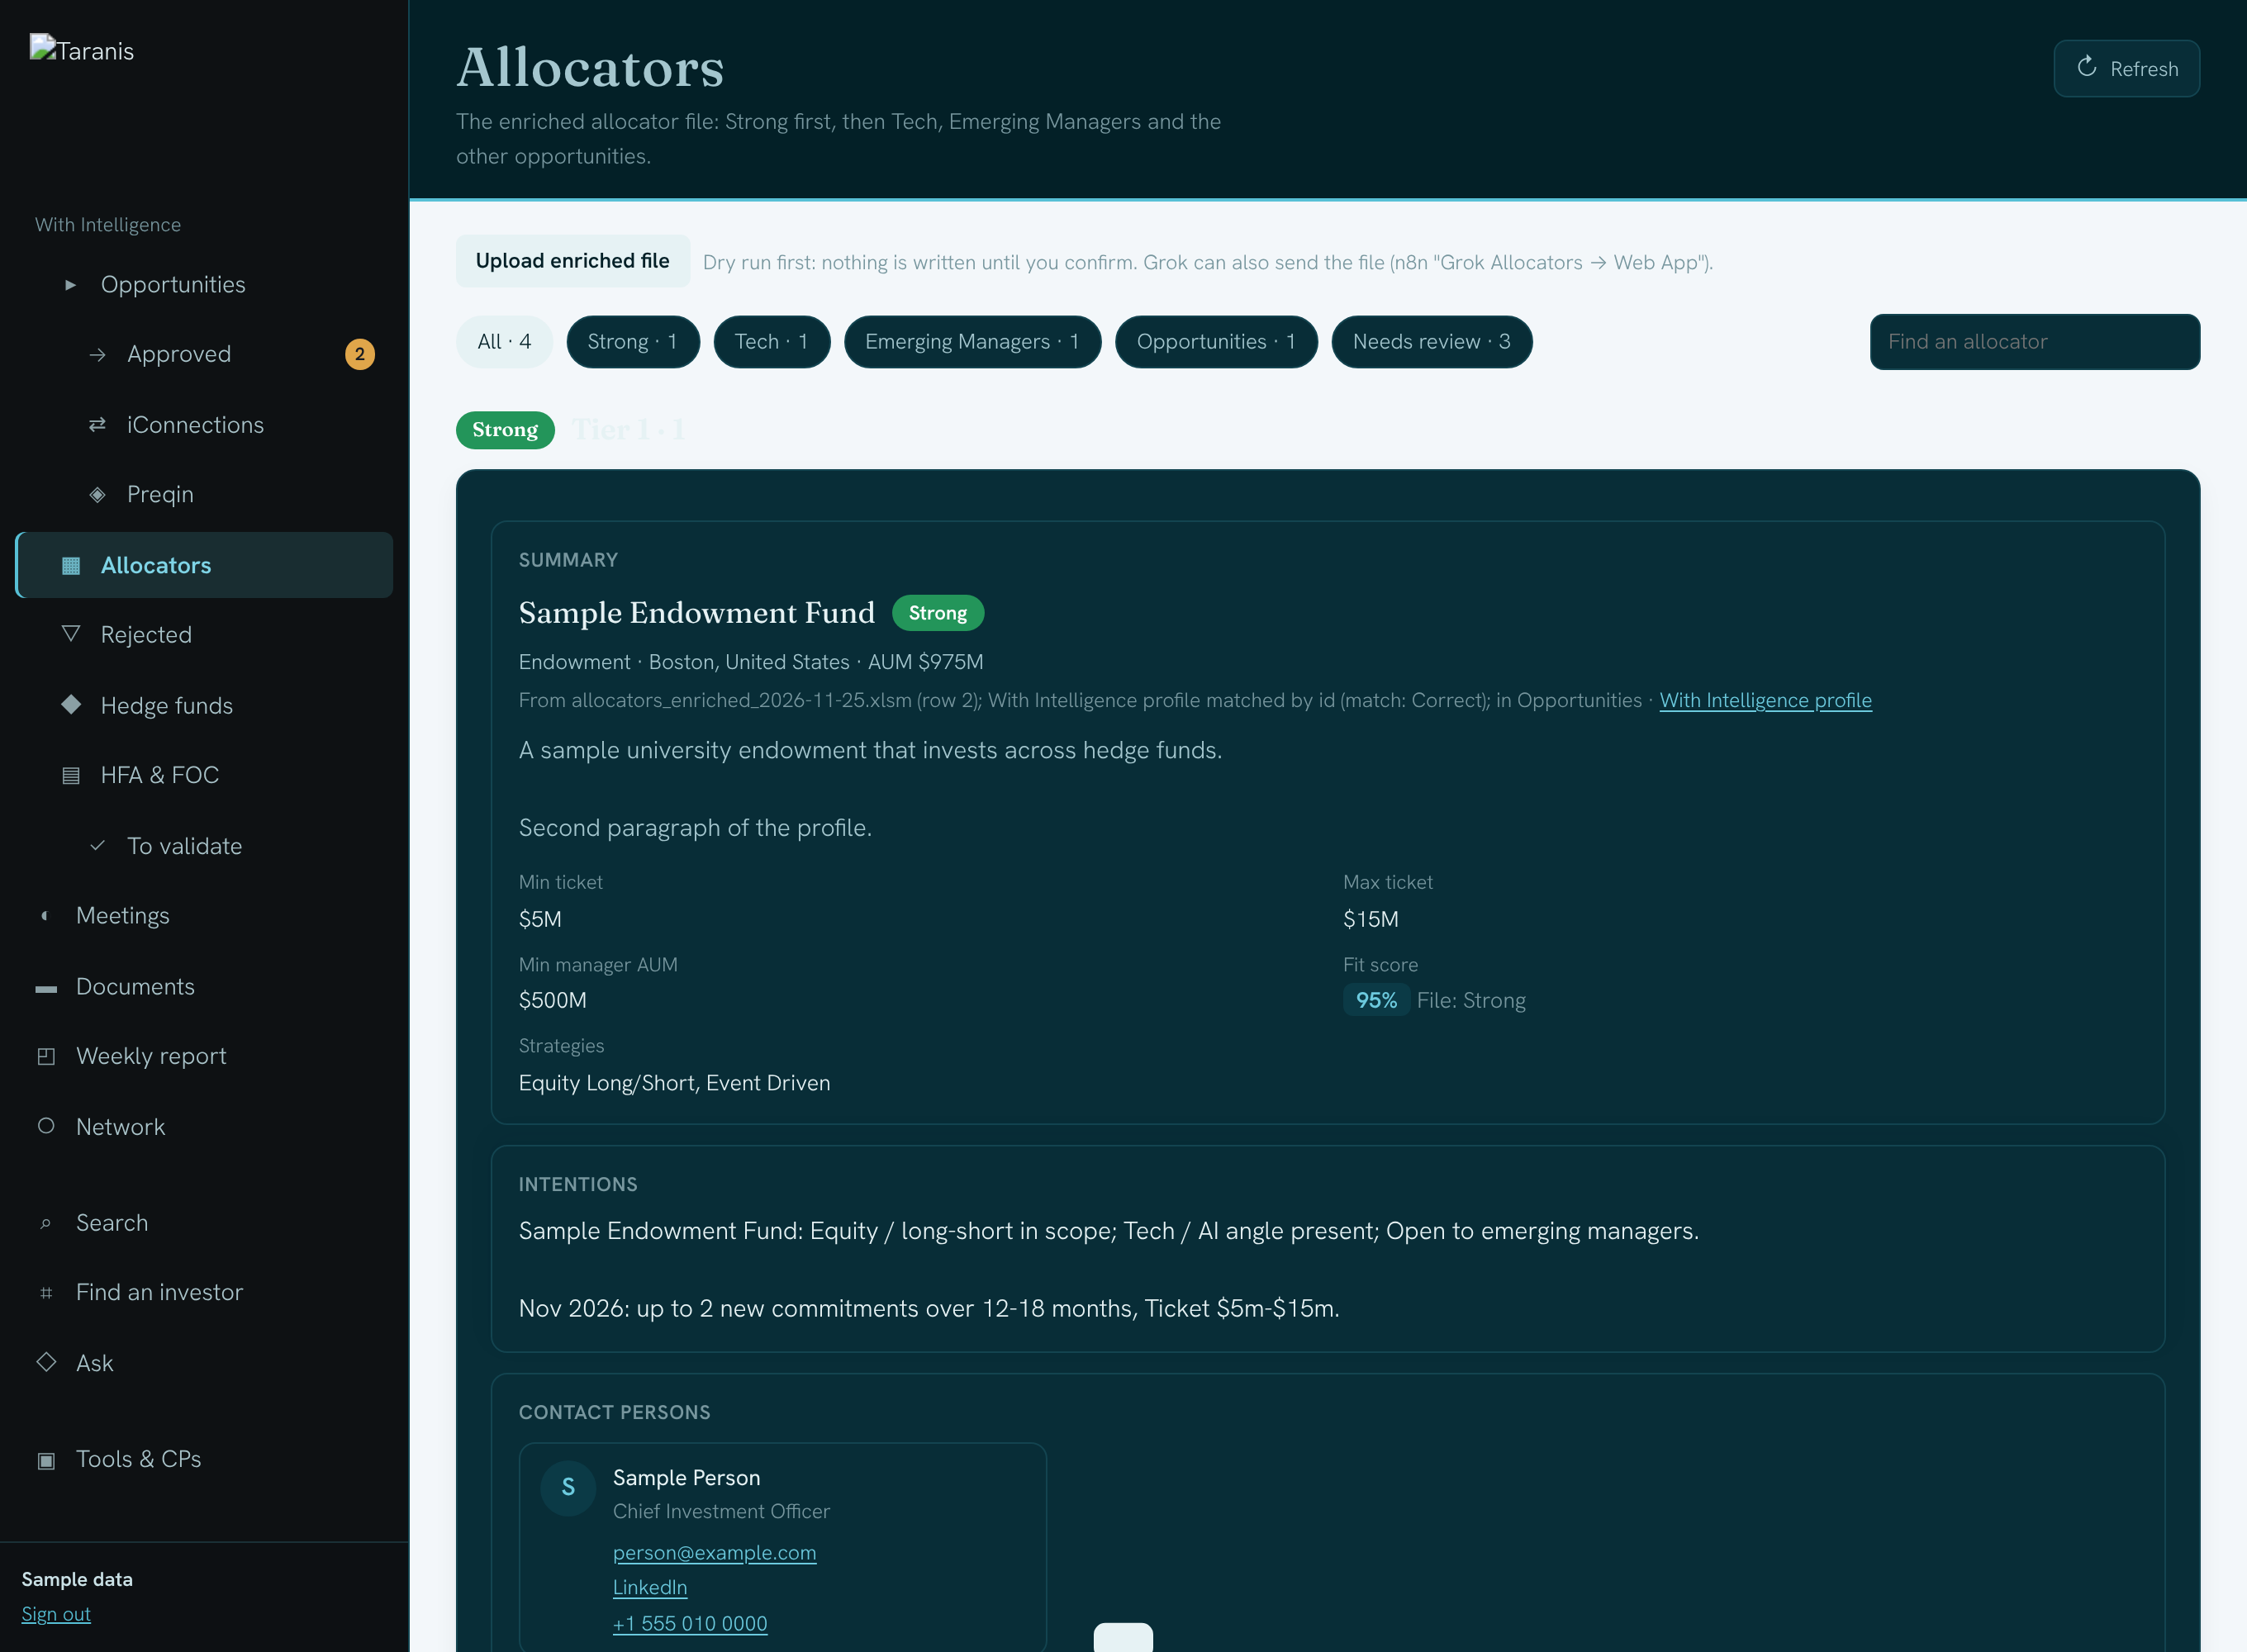 Taranis
With Intelligence
Opportunities
Approved 2
iConnections
Preqin
Allocators
Rejected
Hedge funds
HFA & FOC
To validate
Meetings
Documents
Weekly report
Network
Search
Find an investor
Ask
Tools & CPs
Sample data
Sign out
Allocators
Refresh
The enriched allocator file: Strong first, then Tech, Emerging Managers and the
other opportunities.
Upload enriched file Dry run first: nothing is written until you confirm. Grok can also send the file (n8n "Grok Allocators → Web App").
All · 4 Strong · 1 Tech · 1 Emerging Managers · 1 Opportunities · 1 Needs review · 3 Find an allocator
Strong Tier 1 · 1
SUMMARY
Sample Endowment Fund Strong
Endowment · Boston, United States · AUM $975M
From allocators_enriched_2026-11-25.xlsm (row 2); With Intelligence profile matched by id (match: Correct); in Opportunities · With Intelligence profile
A sample university endowment that invests across hedge funds.
Second paragraph of the profile.
Min ticket Max ticket
$5M $15M
Min manager AUM Fit score
$500M 95% File: Strong
Strategies
Equity Long/Short, Event Driven
INTENTIONS
Sample Endowment Fund: Equity / long-short in scope; Tech / AI angle present; Open to emerging managers.
Nov 2026: up to 2 new commitments over 12-18 months, Ticket $5m-$15m.
CONTACT PERSONS
S Sample Person
Chief Investment Officer
person@example.com
LinkedIn
+1 555 010 0000